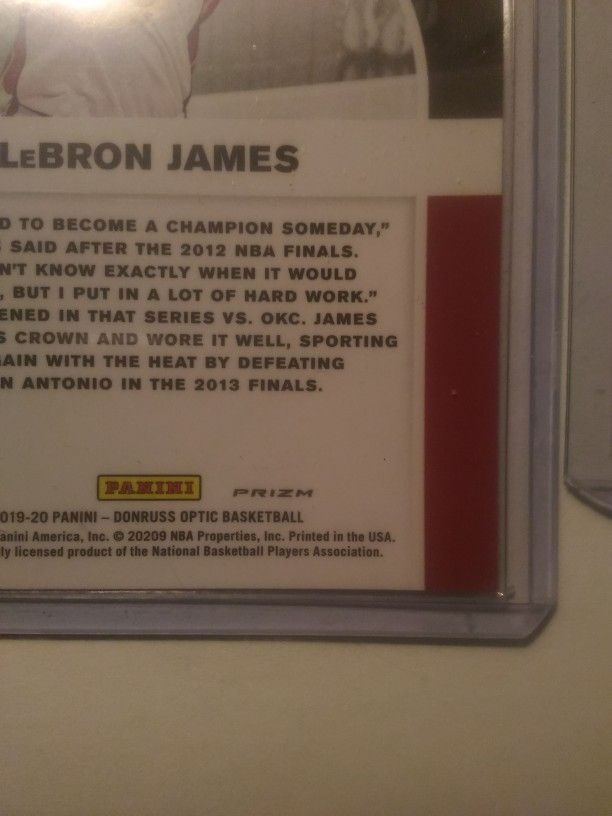 LeBRON JAMES
D TO BECOME A CHAMPION SOMEDAY,”
SAID AFTER THE 2012 NBA FINALS.
N'T KNOW EXACTLY WHEN IT WOULD
, BUT I PUT IN A LOT OF HARD WORK.”
ENED IN THAT SERIES VS. OKC. JAMES
S CROWN AND WORE IT WELL, SPORTING
AIN WITH THE HEAT BY DEFEATING
N ANTONIO IN THE 2013 FINALS.
PANINI PRIZM
019-20 PANINI – DONRUSS OPTIC BASKETBALL
anini America, Inc. © 20209 NBA Properties, Inc. Printed in the USA.
ly licensed product of the National Basketball Players Association.